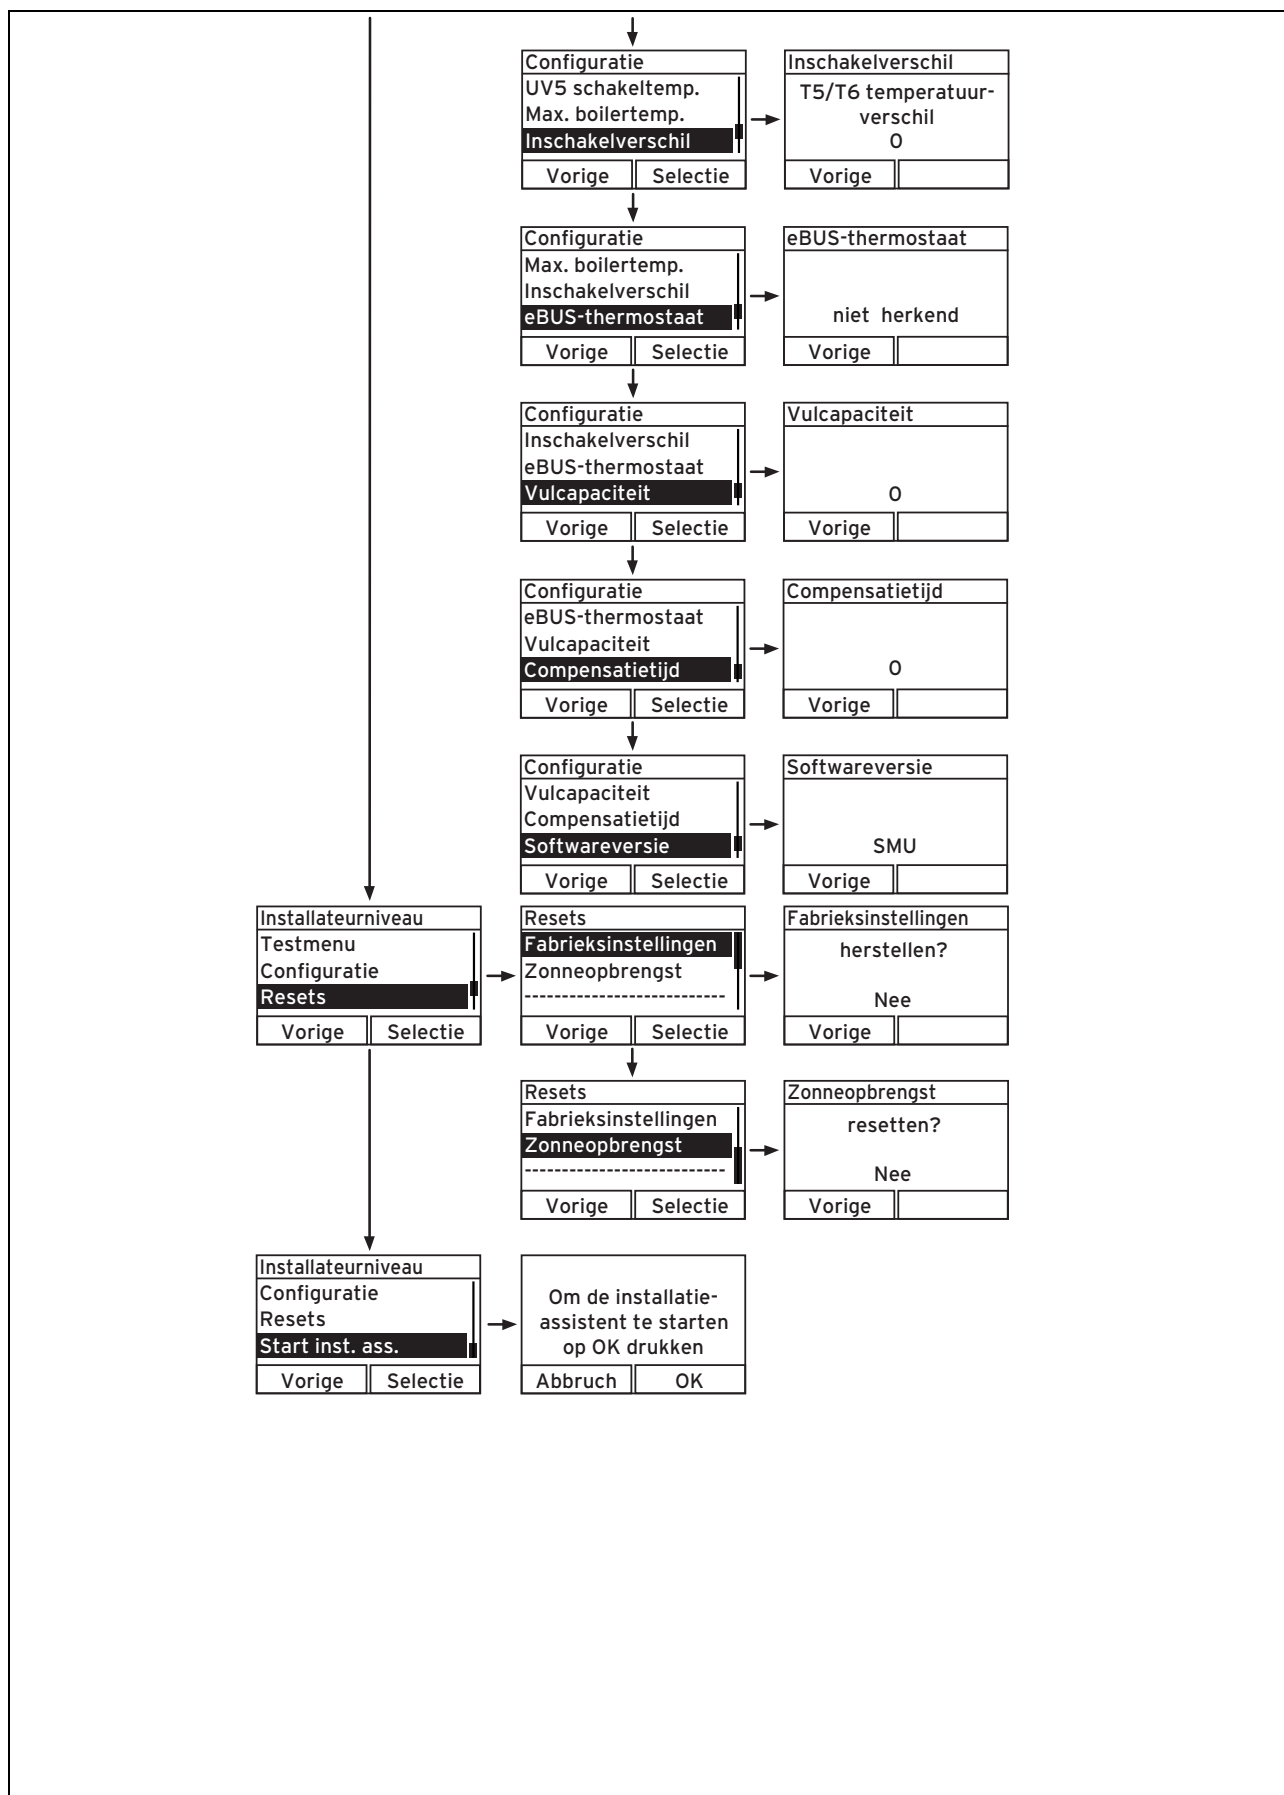 Configuratie
UV5 schakeltemp.
Max. boilertemp.
Inschakelverschil
Vorige Selectie
Inschakelverschil
T5/T6 temperatuur-
verschil
0
Vorige
Configuratie
Max. boilertemp.
Inschakelverschil
eBUS-thermostaat
Vorige Selectie
eBUS-thermostaat
niet herkend
Vorige
Configuratie
Inschakelverschil
eBUS-thermostaat
Vulcapaciteit
Vorige Selectie
Vulcapaciteit
0
Vorige
Configuratie
eBUS-thermostaat
Vulcapaciteit
Compensatietijd
Vorige Selectie
Compensatietijd
0
Vorige
Configuratie
Vulcapaciteit
Compensatietijd
Softwareversie
Vorige Selectie
Softwareversie
SMU
Vorige
Installateurniveau
Testmenu
Configuratie
Resets
Vorige Selectie
Resets
Fabrieksinstellingen
Zonneopbrengst
---------------------------
Vorige Selectie
Fabrieksinstellingen
herstellen?
Nee
Vorige
Resets
Fabrieksinstellingen
Zonneopbrengst
---------------------------
Vorige Selectie
Zonneopbrengst
resetten?
Nee
Vorige
Installateurniveau
Configuratie
Resets
Start inst. ass.
Vorige Selectie
Om de installatie-
assistent te starten
op OK drukken
Abbruch OK